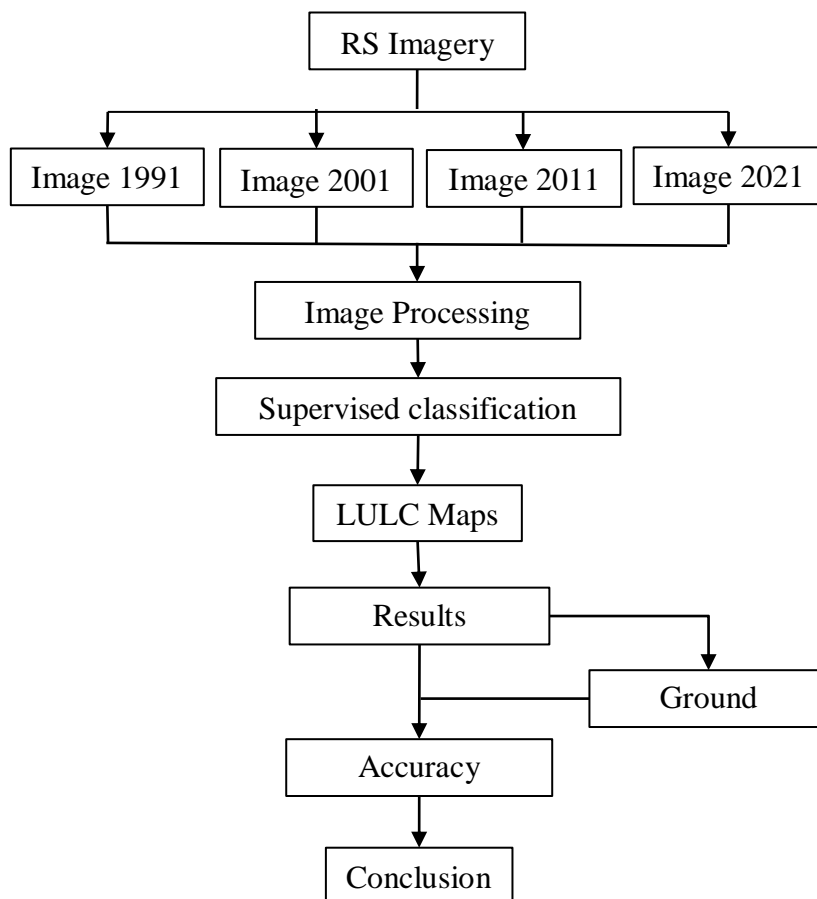 RS Imagery
Image 1991
Image 2001
Image 2011
Image 2021
Image Processing
Supervised classification
LULC Maps
Results
Ground
Accuracy
Conclusion